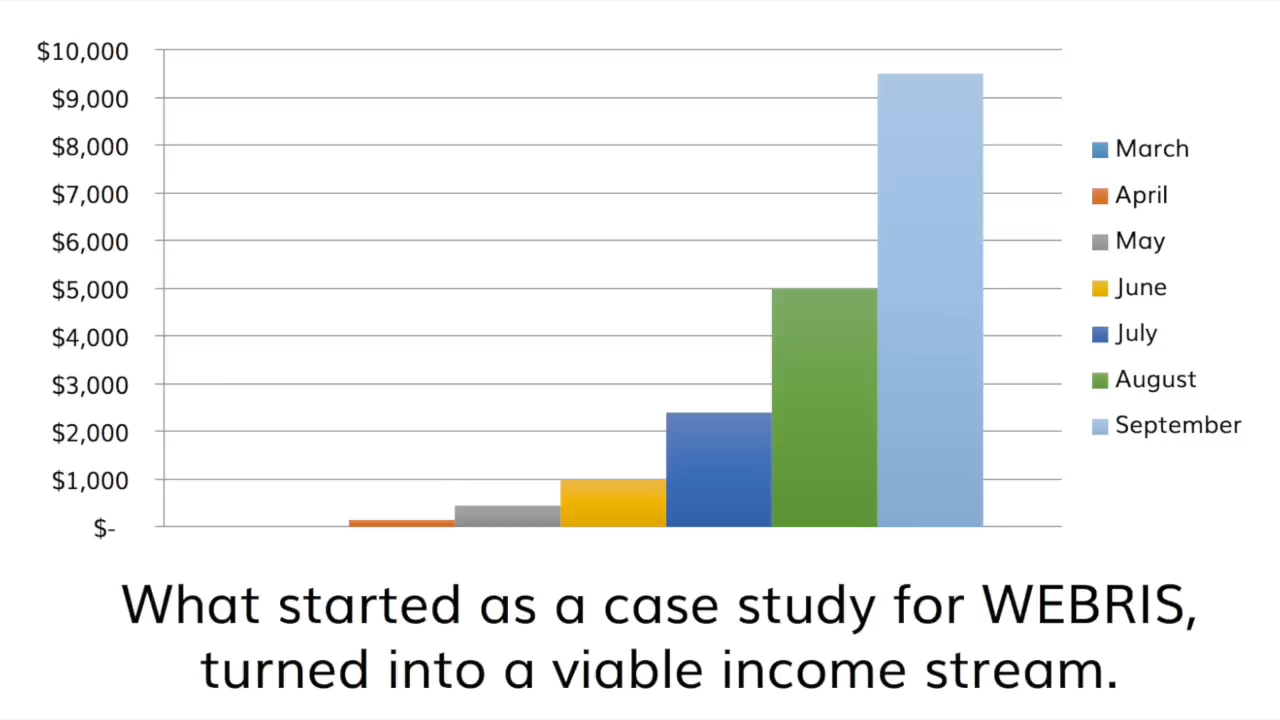 $10,000
$9,000
$8,000
$7,000
$6,000
$5,000
$4,000
$3,000
$2,000
$1,000
$-
March
April
May
June
July
August
September
What started as a case study for WEBRIS,
turned into a viable income stream.